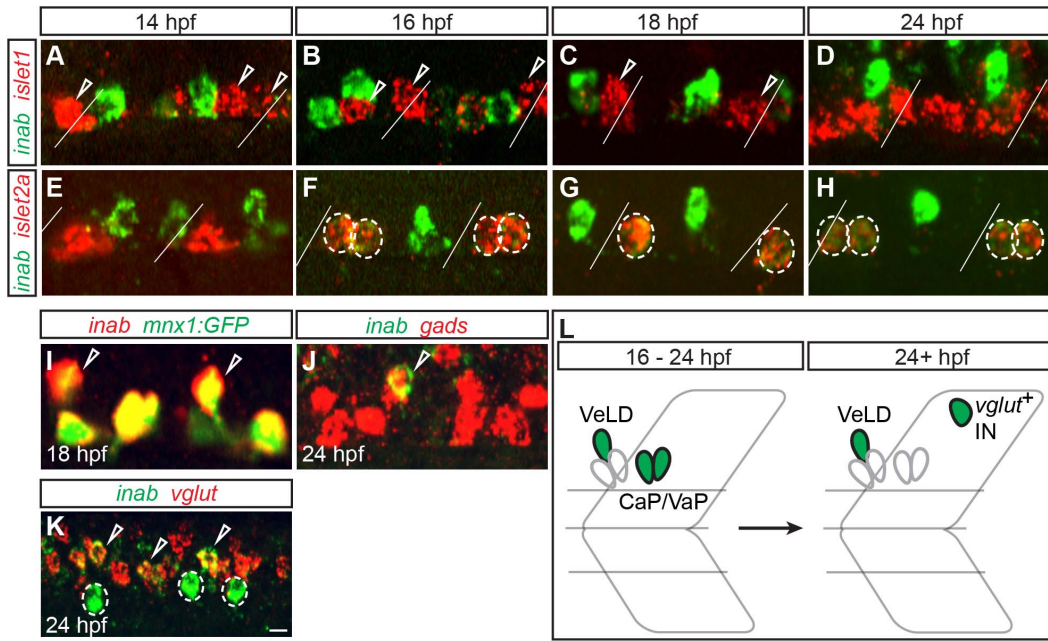 14 hpf
16 hpf
18 hpf
24 hpf
inab islet1
A
B
C
D
inab islet2a
E
F
G
H
inab mnx1:GFP
inab gads
I
18 hpf
J
24 hpf
inab vglut
K
24 hpf
L
16 - 24 hpf
24+ hpf
VeLD
CaP/VaP
VeLD
vglut+
IN